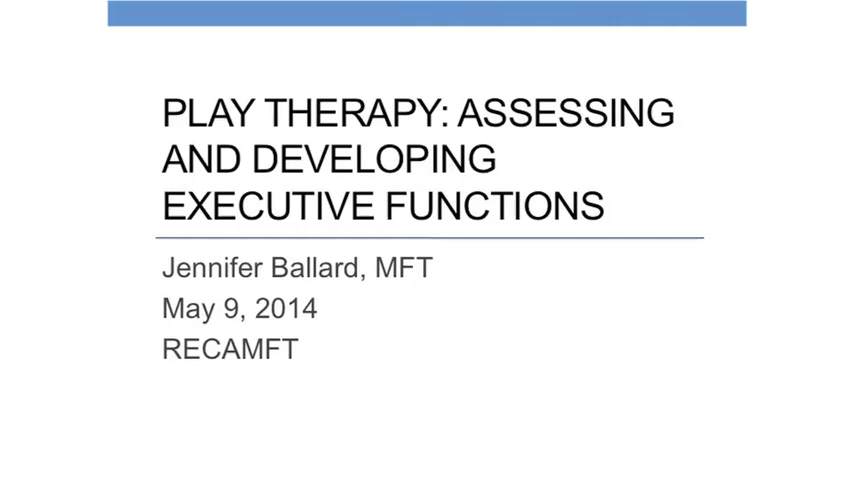 PLAY THERAPY: ASSESSING
AND DEVELOPING
EXECUTIVE FUNCTIONS
Jennifer Ballard, MFT
May 9, 2014
RECAMFT